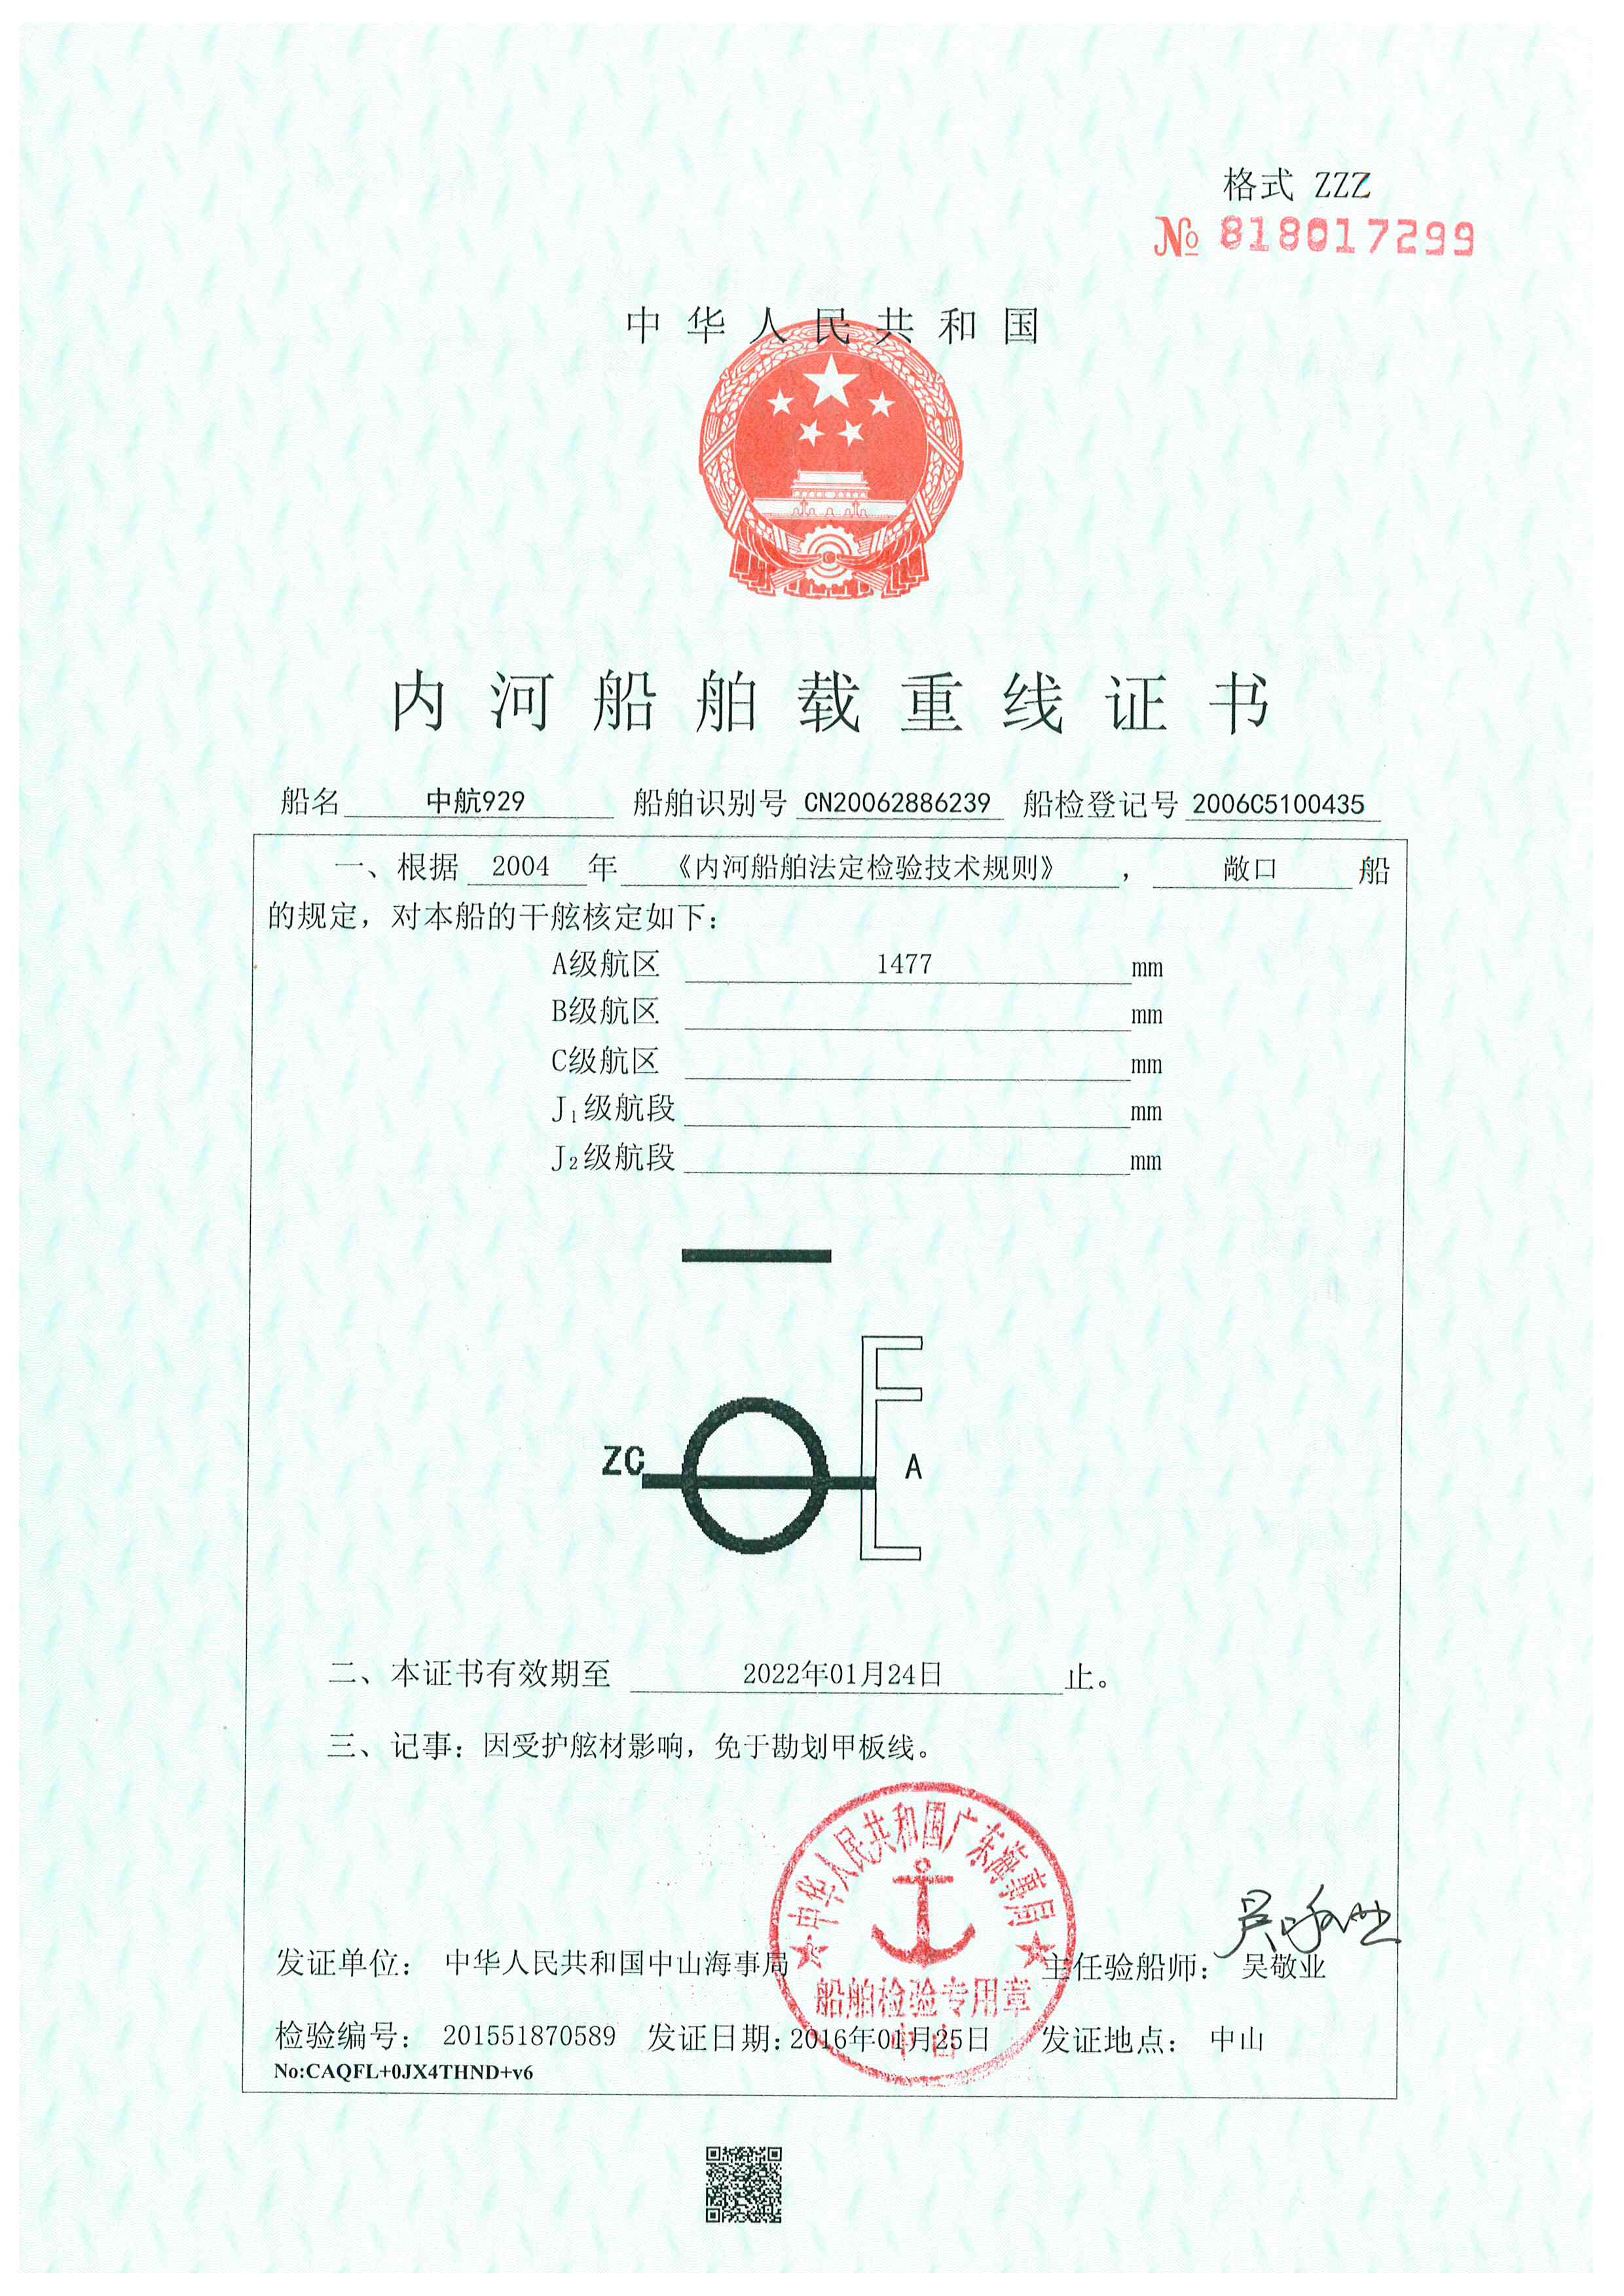 格式 ZZZ
№ 818017299
中华人民共和国
内河船舶载重线证书
船名 中航929 船舶识别号 CN20062886239 船检登记号 2006C5100435
一、根据 2004 年 《内河船舶法定检验技术规则》 , 敞口 船
的规定，对本船的干舷核定如下：
A级航区 1477 mm
B级航区 mm
C级航区 mm
J₁级航段 mm
J₂级航段 mm
ZC A
二、本证书有效期至 2022年01月24日 止。
三、记事：因受护舷材影响，免于勘划甲板线。
中华人民共和国广东海事局
船舶检验专用章
中山
吴敬业
发证单位： 中华人民共和国中山海事局 主任验船师： 吴敬业
检验编号： 201551870589 发证日期：2016年01月25日 发证地点： 中山
No:CAQFL+0JX4THND+v6